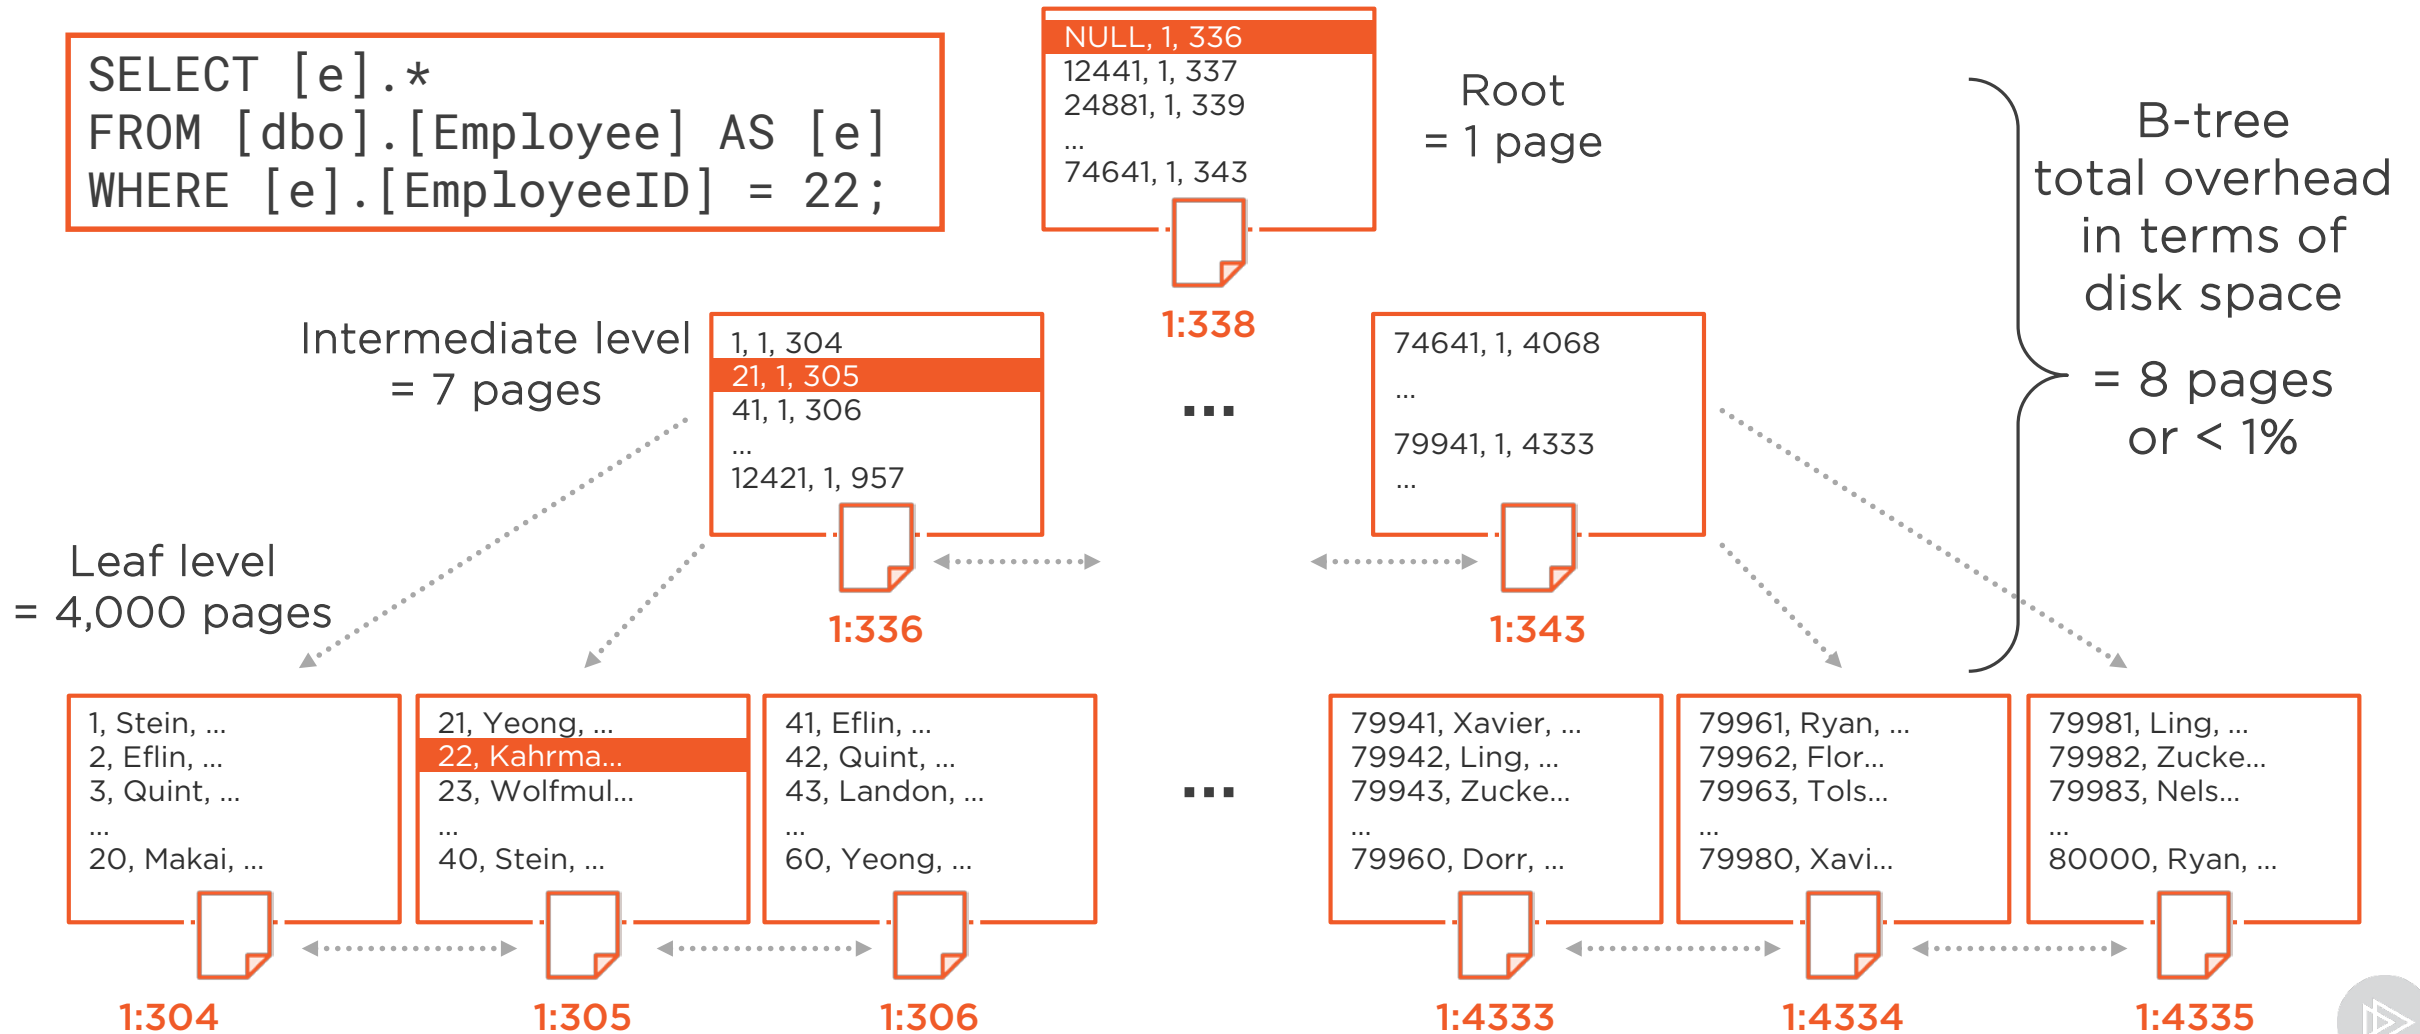 SELECT [e].*
FROM [dbo].[Employee] AS [e]
WHERE [e].[EmployeeID] = 22;
NULL, 1, 336
12441, 1, 337
24881, 1, 339
...
74641, 1, 343
1:338
Root
= 1 page
B-tree
total overhead
in terms of
disk space
= 8 pages
or < 1%
Intermediate level
= 7 pages
1, 1, 304
21, 1, 305
41, 1, 306
...
12421, 1, 957
1:336
...
74641, 1, 4068
...
79941, 1, 4333
...
1:343
Leaf level
= 4,000 pages
1, Stein, ...
2, Eflin, ...
3, Quint, ...
...
20, Makai, ...
1:304
21, Yeong, ...
22, Kahrma...
23, Wolfmul...
...
40, Stein, ...
1:305
41, Eflin, ...
42, Quint, ...
43, Landon, ...
...
60, Yeong, ...
1:306
...
79941, Xavier, ...
79942, Ling, ...
79943, Zucke...
...
79960, Dorr, ...
1:4333
79961, Ryan, ...
79962, Flor...
79963, Tols...
...
79980, Xavi...
1:4334
79981, Ling, ...
79982, Zucke...
79983, Nels...
...
80000, Ryan, ...
1:4335